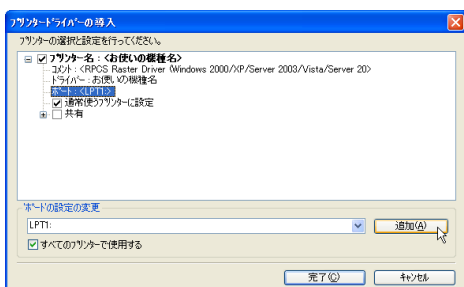 プリンタードライバーの導入
プリンターの選択と設定を行ってください。
プリンター名 : <お使いの機種名>
コメント : <RPCS Raster Driver (Windows 2000/XP/Server 2003/Vista/Server 20>
ドライバー : お使いの機種名
ポート : <LPT1:>
通常使うプリンターに設定
共有
ポートの設定の変更
LPT1:
追加(A)
すべてのプリンターで使用する
完了(C)
キャンセル